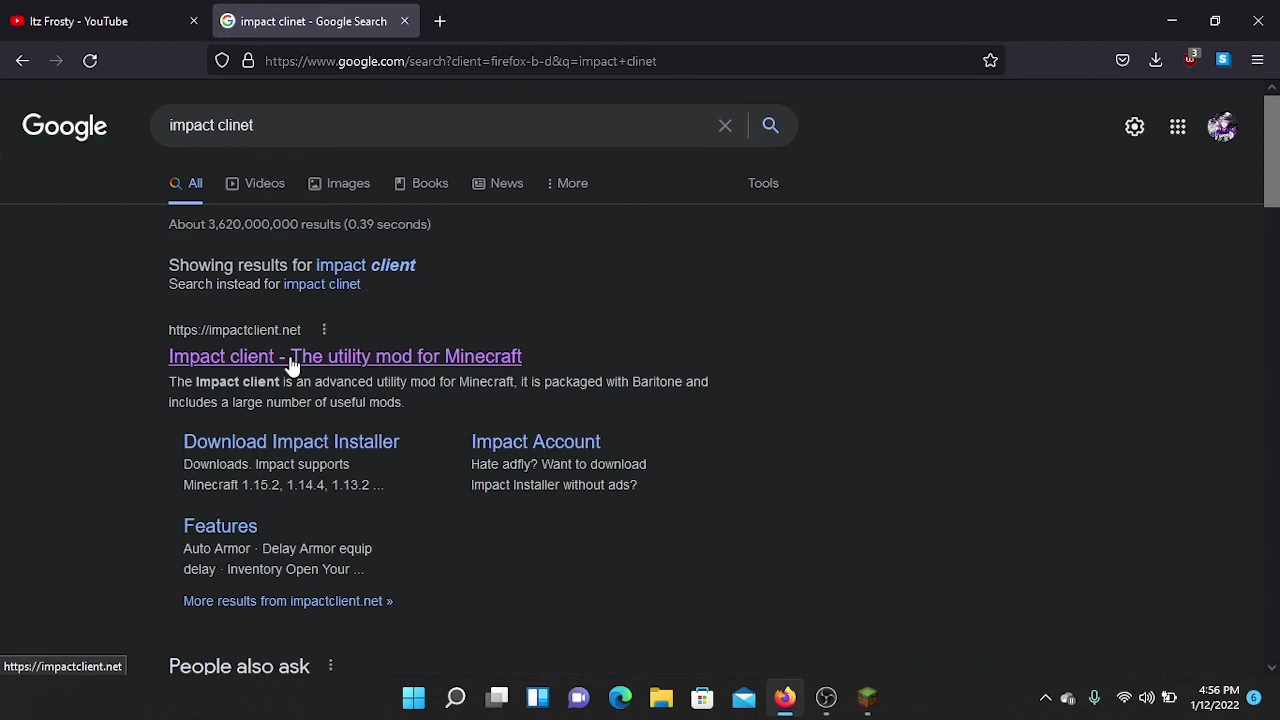 Itz Frosty - YouTube
impact clinet - Google Search
https://www.google.com/search?client=firefox-b-d&q=impact+clinet
3
S
Google
impact clinet
All
Videos
Images
Books
News
More
Tools
About 3,620,000,000 results (0.39 seconds)
Showing results for impact client
Search instead for impact clinet
https://impactclient.net
Impact client - The utility mod for Minecraft
The Impact client is an advanced utility mod for Minecraft, it is packaged with Baritone and
includes a large number of useful mods.
Download Impact Installer
Downloads. Impact supports
Minecraft 1.15.2, 1.14.4, 1.13.2 ...
Impact Account
Hate adfly? Want to download
Impact Installer without ads?
Features
Auto Armor · Delay Armor equip
delay · Inventory Open Your ...
More results from impactclient.net »
https://impactclient.net
People also ask
4:56 PM
1/12/2022
6